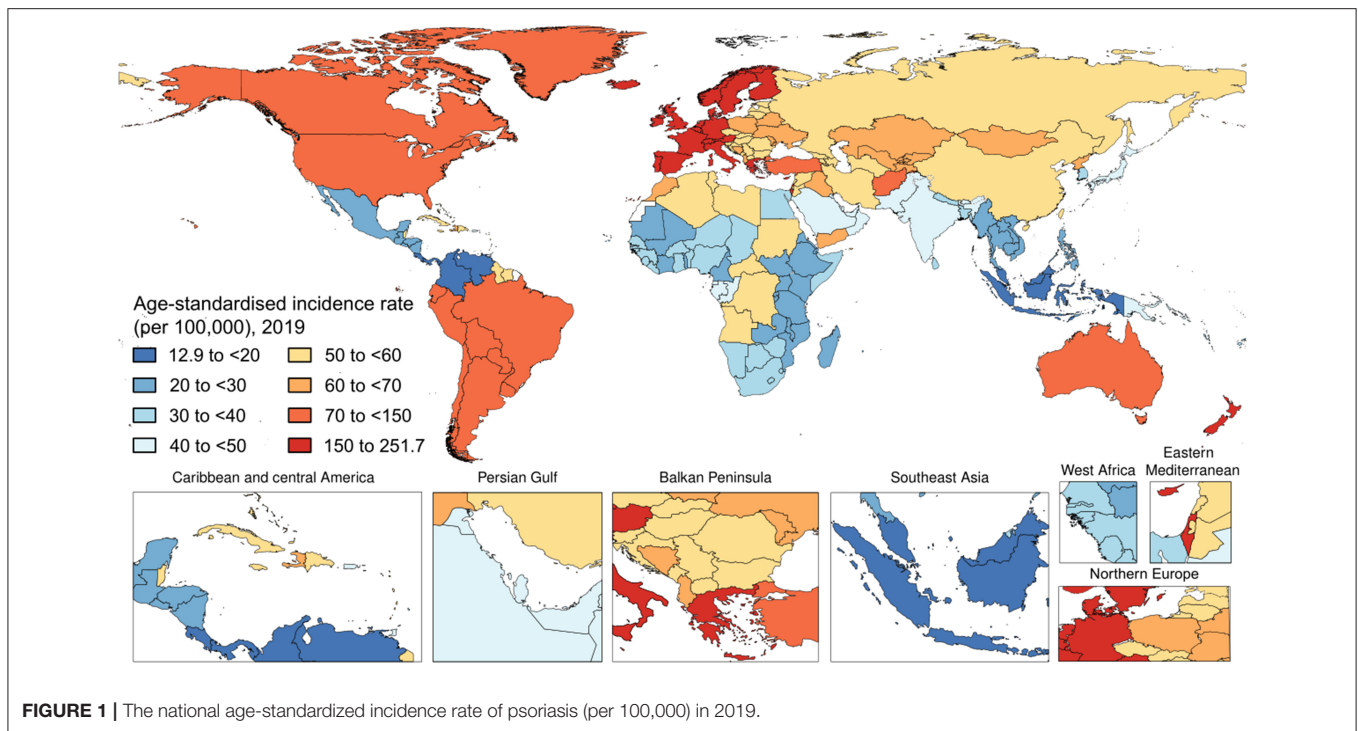 Age-standardised incidence rate
(per 100,000), 2019
12.9 to <20
50 to <60
20 to <30
60 to <70
30 to <40
70 to <150
40 to <50
150 to 251.7
Caribbean and central America
Persian Gulf
Balkan Peninsula
Southeast Asia
West Africa
Eastern
Mediterranean
Northern Europe
FIGURE 1 | The national age-standardized incidence rate of psoriasis (per 100,000) in 2019.